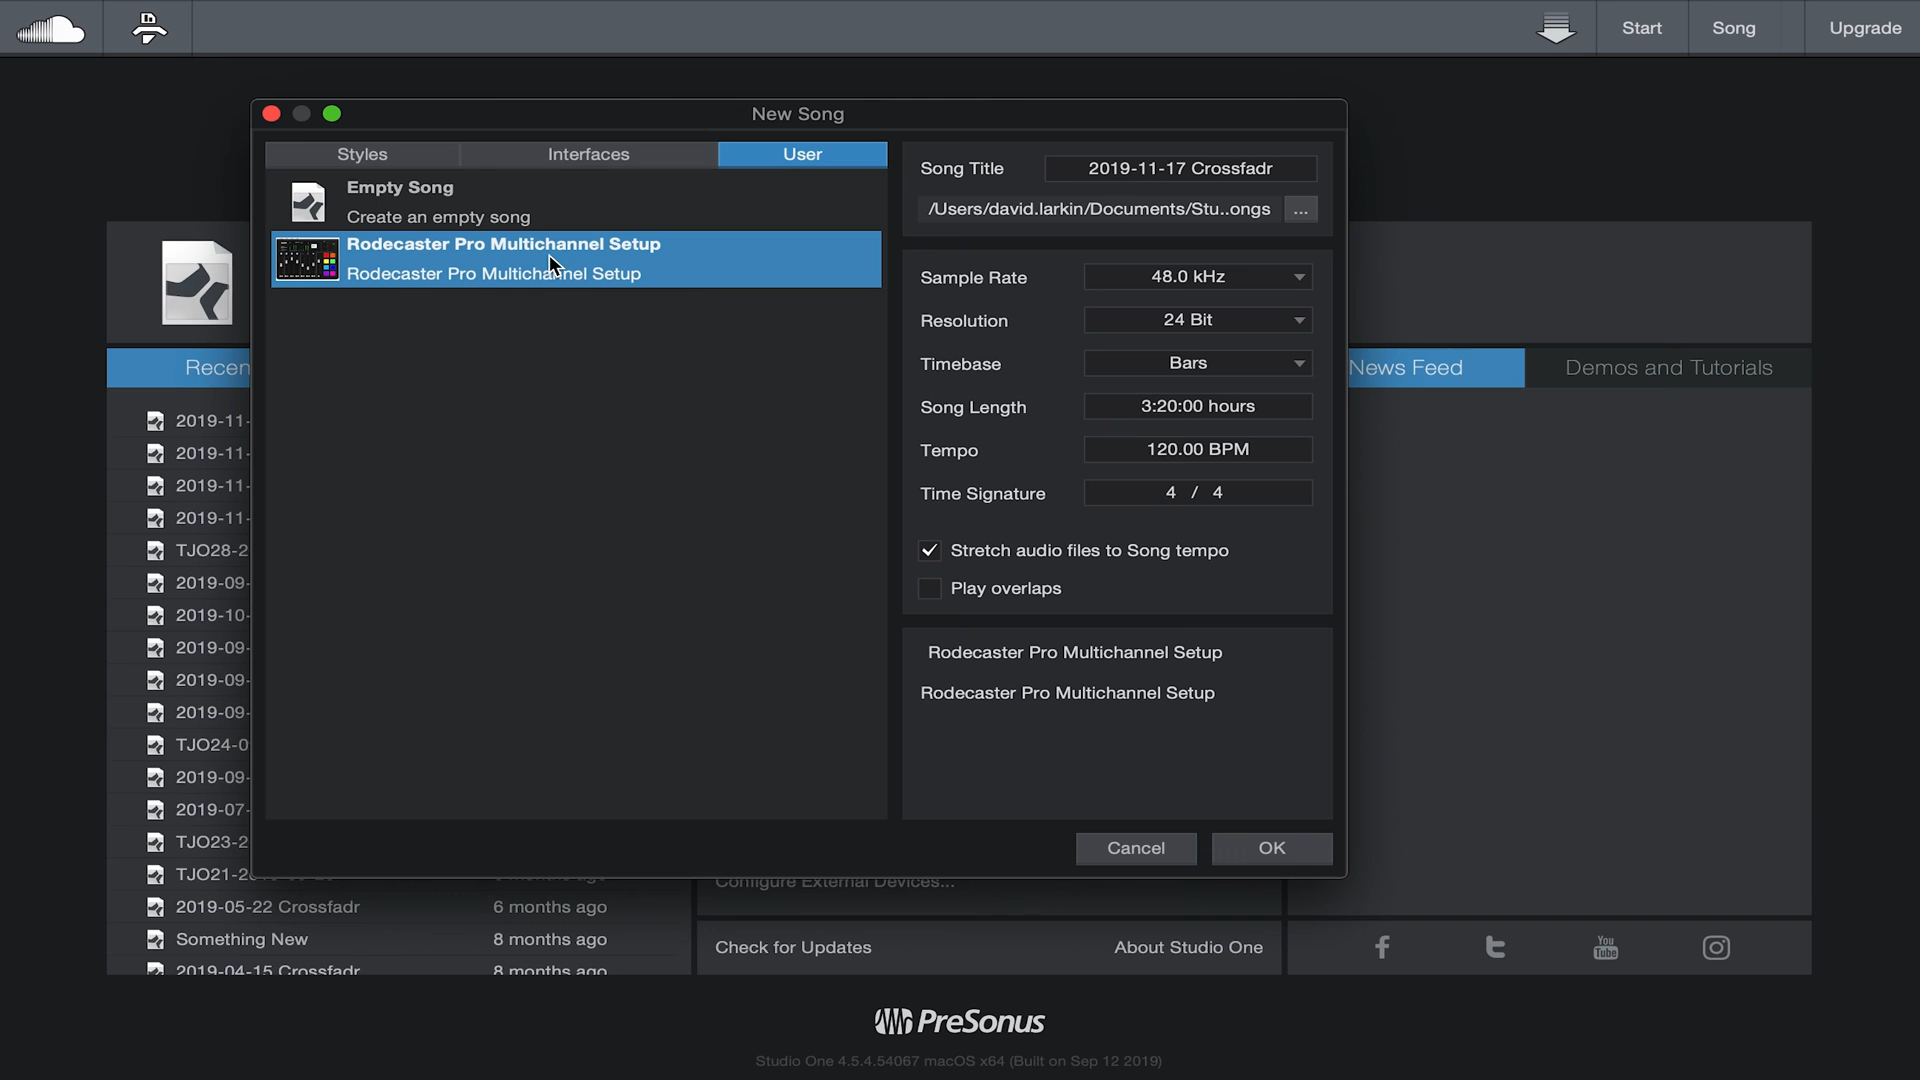 Start
Song
Upgrade
New Song
Styles
Interfaces
User
Empty Song
Create an empty song
Rodecaster Pro Multichannel Setup
Rodecaster Pro Multichannel Setup
Song Title
2019-11-17 Crossfadr
/Users/david.larkin/Documents/Stu..ongs
...
Sample Rate
48.0 kHz
Resolution
24 Bit
Timebase
Bars
Song Length
3:20:00 hours
Tempo
120.00 BPM
Time Signature
4 / 4
Stretch audio files to Song tempo
Play overlaps
Rodecaster Pro Multichannel Setup
Rodecaster Pro Multichannel Setup
Cancel
OK
Recen
2019-11-
2019-11-
2019-11-
2019-11-
TJO28-2
2019-09-
2019-10-
2019-09-
2019-09-
2019-09-
TJO24-0
2019-09-
2019-07-
TJO23-2
TJO21-2
2019-05-22 Crossfadr 6 months ago
Something New 8 months ago
2019-04-15 Crossfadr 8 months ago
Configure External Devices...
Check for Updates
About Studio One
News Feed
Demos and Tutorials
You
Tube
PreSonus
Studio One 4.5.4.54067 macOS x64 (Built on Sep 12 2019)